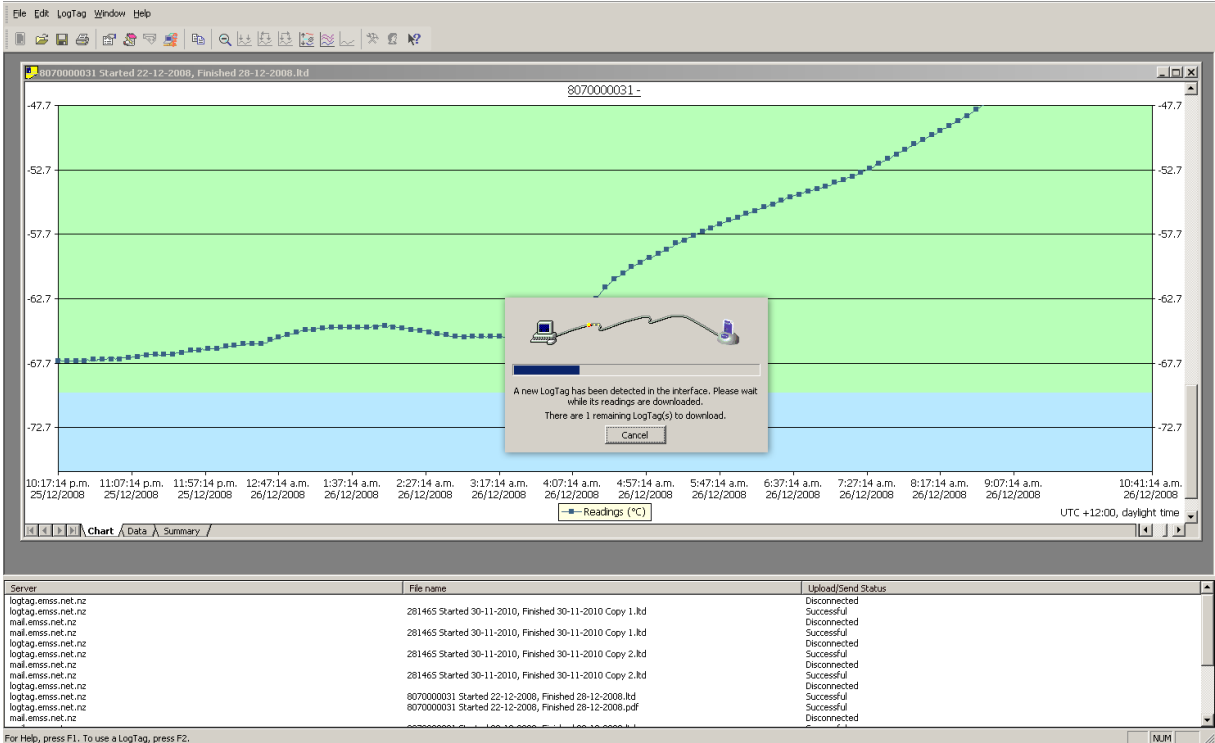 File Edit LogTag Window Help
8070000031 Started 22-12-2008, Finished 28-12-2008.ltd
8070000031 -
-47.7 -47.7
-52.7 -52.7
-57.7 -57.7
-62.7 -62.7
-67.7 -67.7
-72.7 -72.7
A new LogTag has been detected in the interface. Please wait
while its readings are downloaded.
There are 1 remaining LogTag(s) to download.
Cancel
10:17:14 p.m. 11:07:14 p.m. 11:57:14 p.m. 12:47:14 a.m. 1:37:14 a.m. 2:27:14 a.m. 3:17:14 a.m. 4:07:14 a.m. 4:57:14 a.m. 5:47:14 a.m. 6:37:14 a.m. 7:27:14 a.m. 8:17:14 a.m. 9:07:14 a.m. 10:41:14 a.m.
25/12/2008 25/12/2008 25/12/2008 26/12/2008 26/12/2008 26/12/2008 26/12/2008 26/12/2008 26/12/2008 26/12/2008 26/12/2008 26/12/2008 26/12/2008 26/12/2008 26/12/2008
Readings (°C)
UTC +12:00, daylight time
Chart Data Summary
Server File name Upload/Send Status
logtag.emss.net.nz Disconnected
logtag.emss.net.nz 281465 Started 30-11-2010, Finished 30-11-2010 Copy 1.ltd Successful
mail.emss.net.nz Disconnected
mail.emss.net.nz 281465 Started 30-11-2010, Finished 30-11-2010 Copy 1.ltd Successful
logtag.emss.net.nz Disconnected
logtag.emss.net.nz 281465 Started 30-11-2010, Finished 30-11-2010 Copy 2.ltd Successful
mail.emss.net.nz Disconnected
mail.emss.net.nz 281465 Started 30-11-2010, Finished 30-11-2010 Copy 2.ltd Successful
logtag.emss.net.nz Disconnected
logtag.emss.net.nz 8070000031 Started 22-12-2008, Finished 28-12-2008.ltd Successful
logtag.emss.net.nz 8070000031 Started 22-12-2008, Finished 28-12-2008.pdf Successful
mail.emss.net.nz Disconnected
For Help, press F1. To use a LogTag, press F2.
NUM